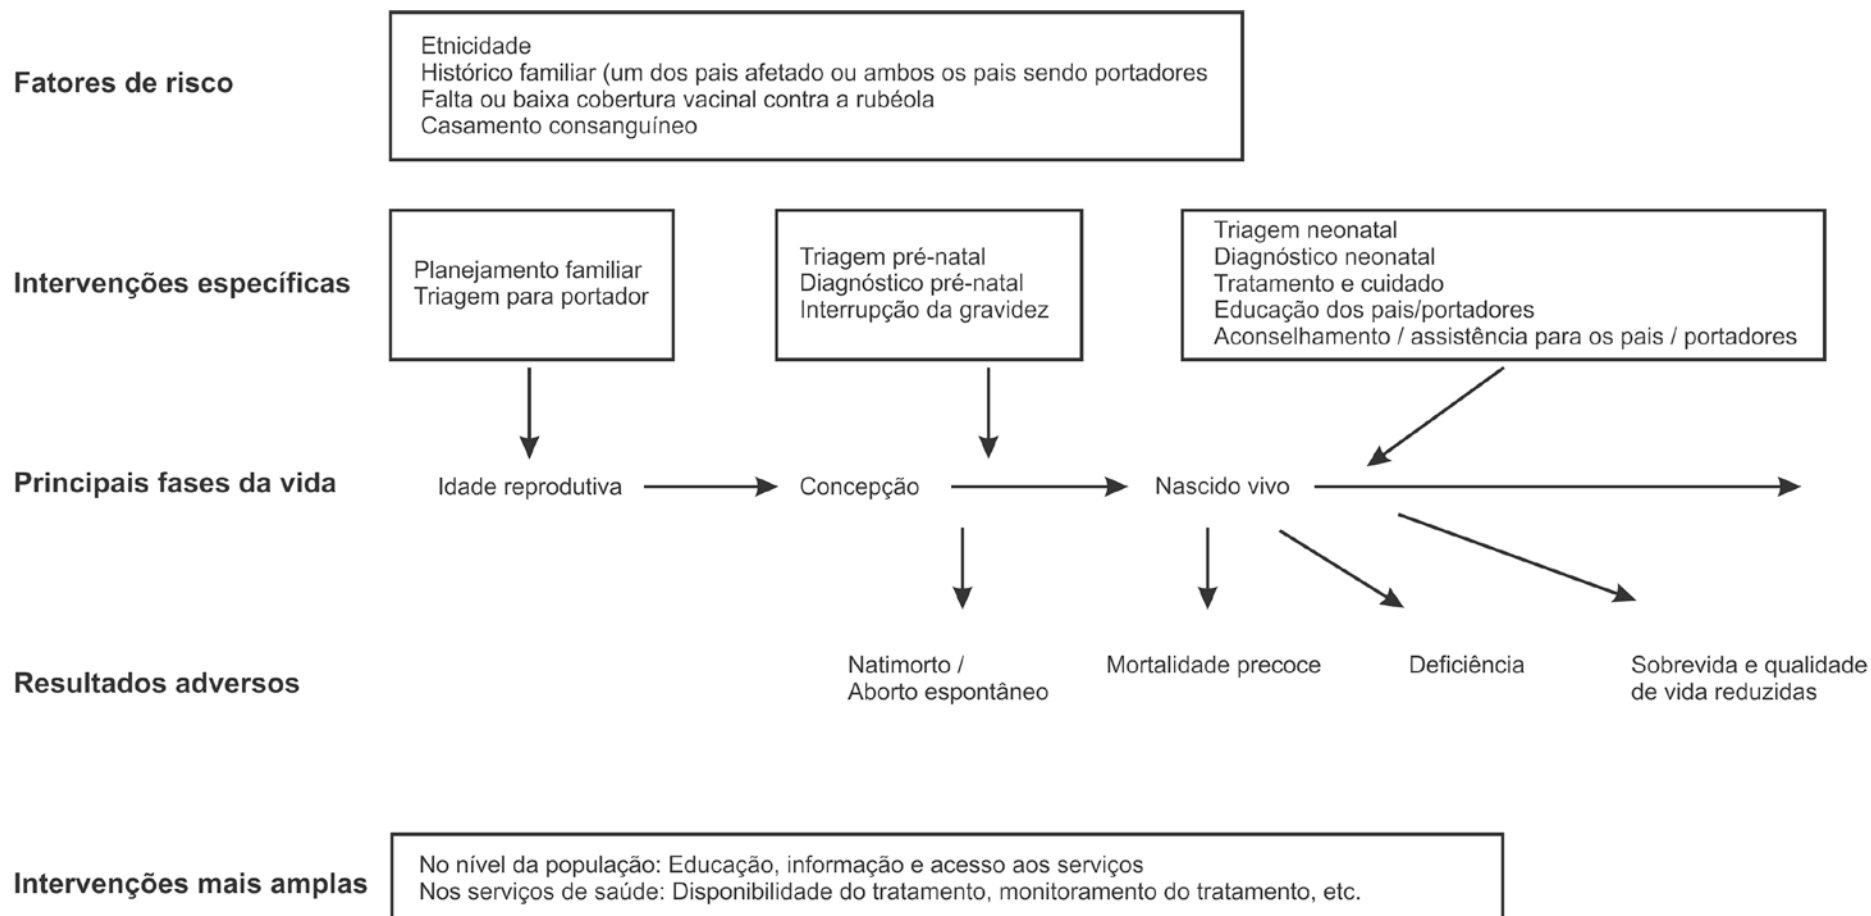 Fatores de risco
Etnicidade
Histórico familiar (um dos pais afetado ou ambos os pais sendo portadores
Falta ou baixa cobertura vacinal contra a rubéola
Casamento consanguíneo
Intervenções específicas
Planejamento familiar
Triagem para portador
Triagem pré-natal
Diagnóstico pré-natal
Interrupção da gravidez
Triagem neonatal
Diagnóstico neonatal
Tratamento e cuidado
Educação dos pais/portadores
Aconselhamento / assistência para os pais / portadores
Principais fases da vida
Idade reprodutiva
Concepção
Nascido vivo
Resultados adversos
Natimorto /
Aborto espontâneo
Mortalidade precoce
Deficiência
Sobrevida e qualidade
de vida reduzidas
Intervenções mais amplas
No nível da população: Educação, informação e acesso aos serviços
Nos serviços de saúde: Disponibilidade do tratamento, monitoramento do tratamento, etc.